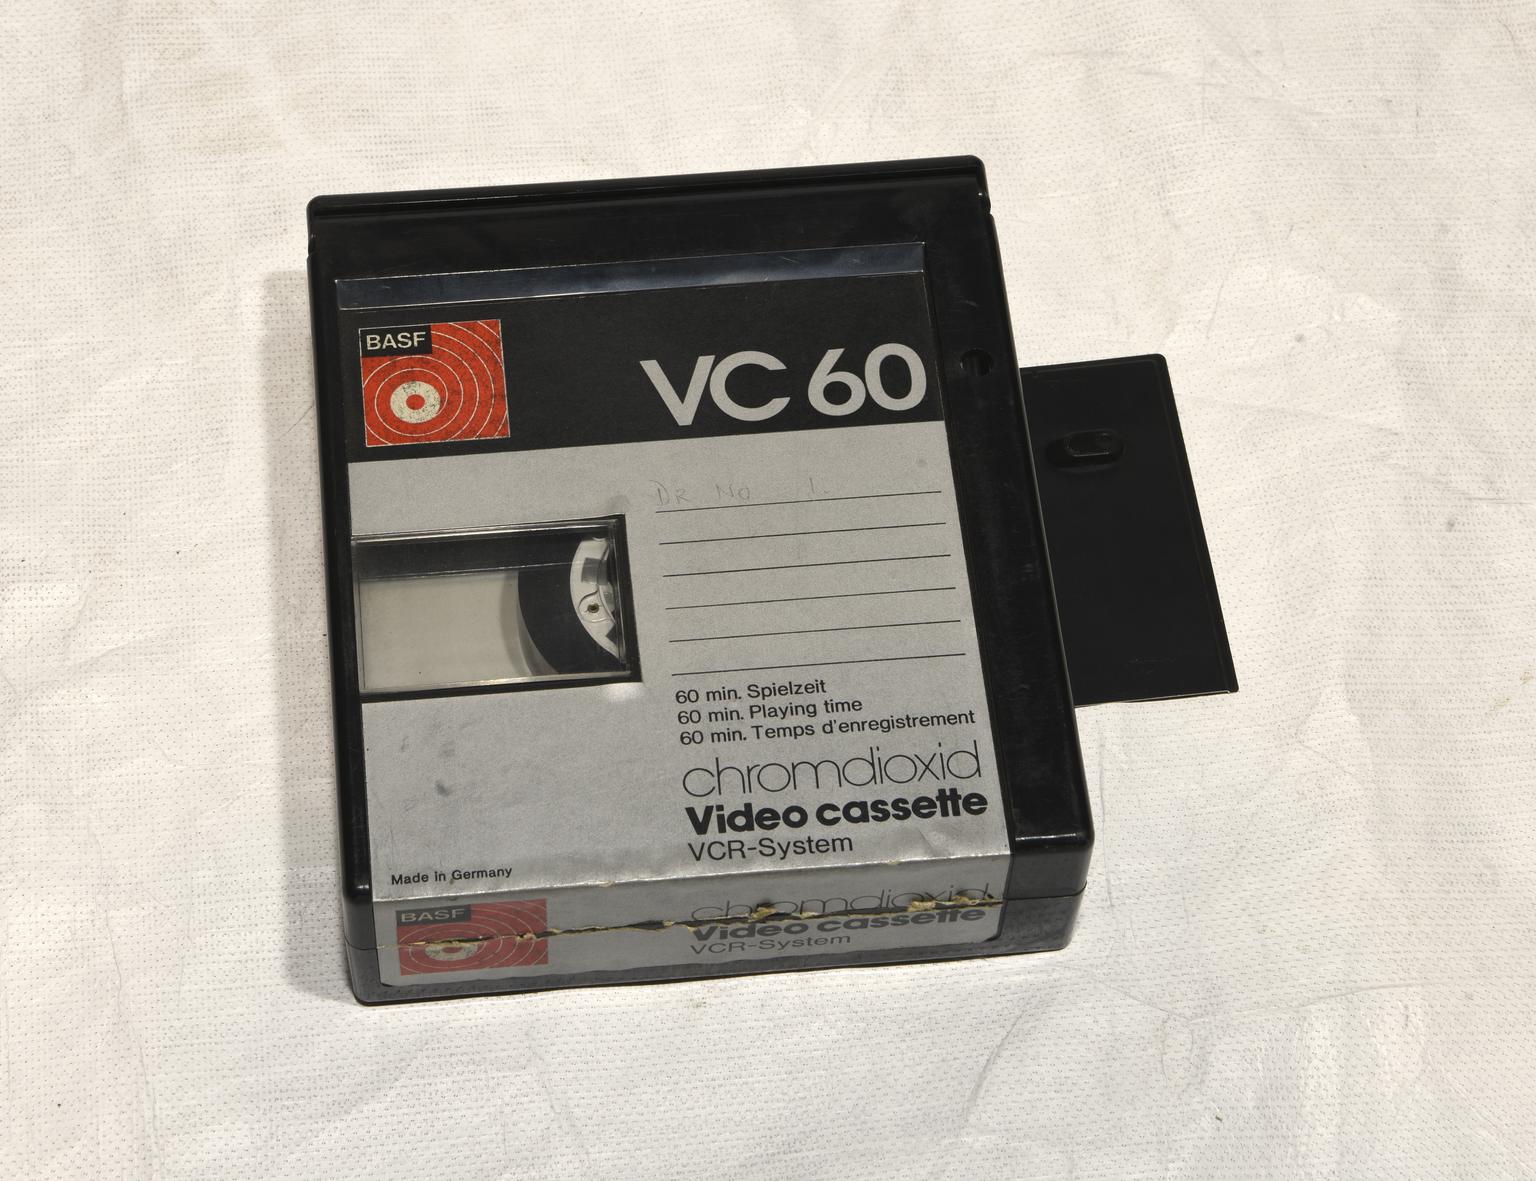 BASF
VC 60
DR NO 1.
60 min. Spielzeit
60 min. Playing time
60 min. Temps d'enregistrement
chromdioxid
Video cassette
VCR-System
Made in Germany
BASF
chromdioxid
Video cassette
VCR-System